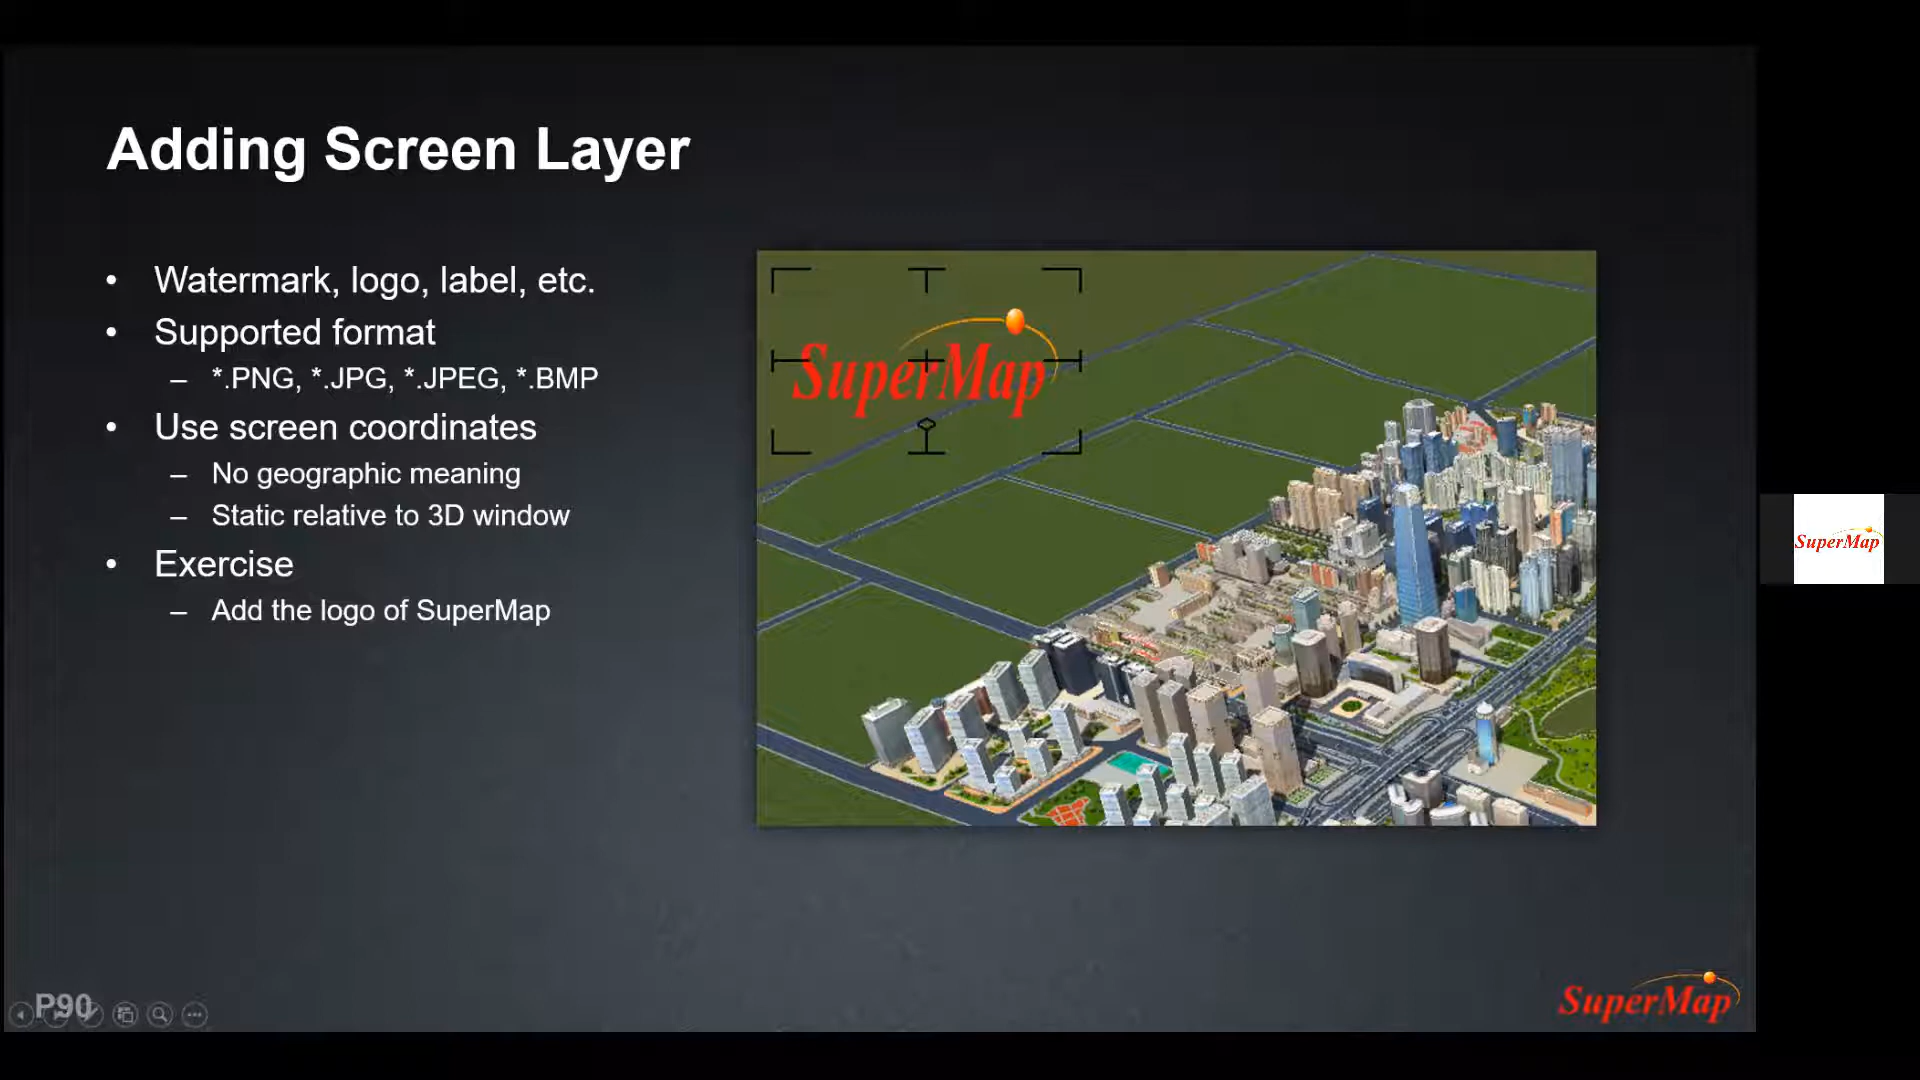 Adding Screen Layer
• Watermark, logo, label, etc.
• Supported format
– *.PNG, *.JPG, *.JPEG, *.BMP
• Use screen coordinates
– No geographic meaning
– Static relative to 3D window
• Exercise
– Add the logo of SuperMap
SuperMap
SuperMap
P90
SuperMap